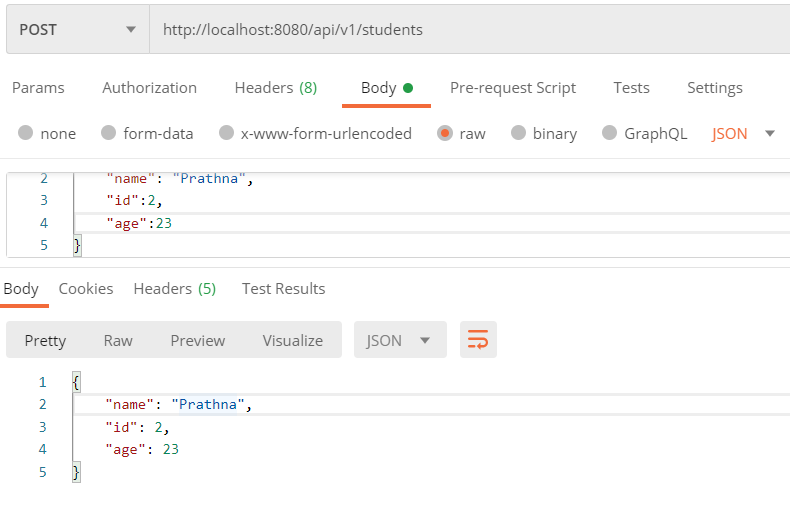 POST http://localhost:8080/api/v1/students
Params Authorization Headers (8) Body Pre-request Script Tests Settings
none form-data x-www-form-urlencoded raw binary GraphQL JSON
2 "name": "Prathna",
3 "id":2,
4 "age":23
5 }
Body Cookies Headers (5) Test Results
Pretty Raw Preview Visualize JSON
1 {
2 "name": "Prathna",
3 "id": 2,
4 "age": 23
5 }